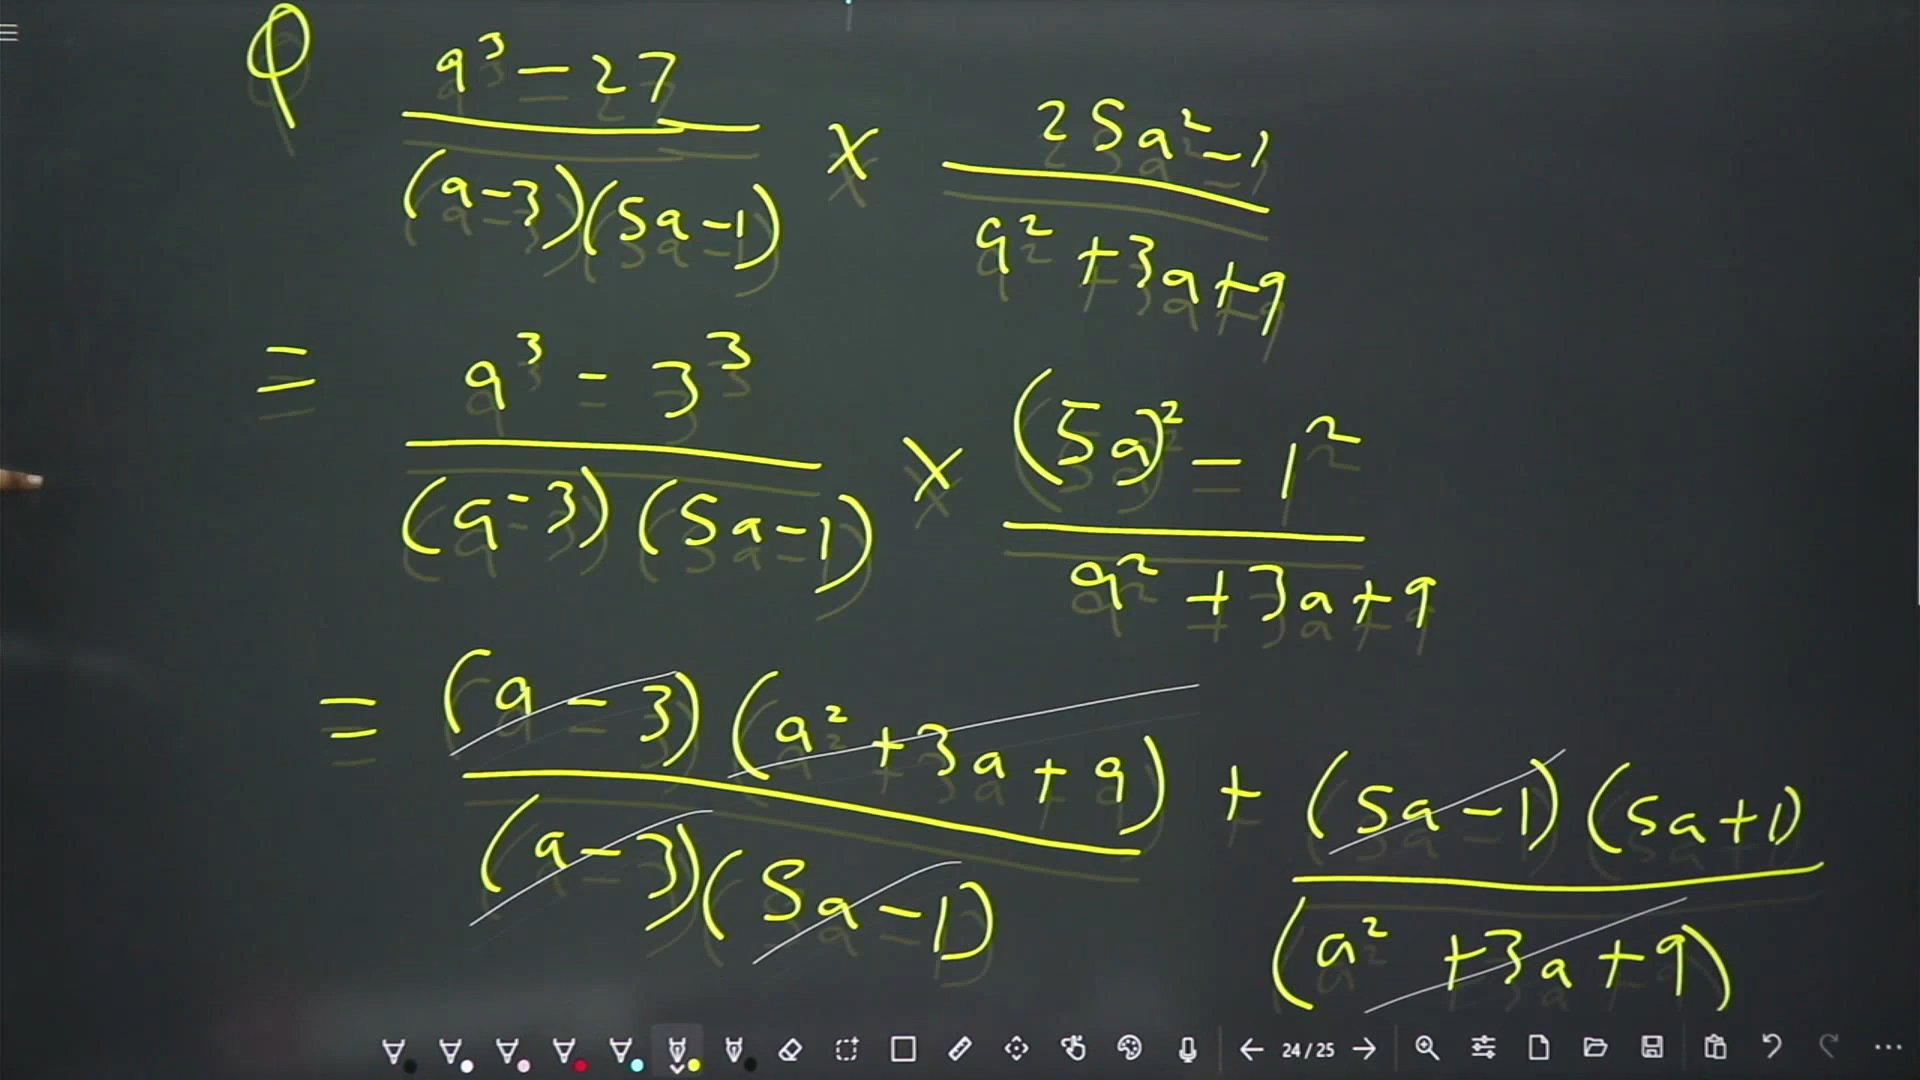 Q (a³ - 27)/((a-3)(5a-1)) × (25a² - 1)/(a² + 3a + 9)
= (a³ - 3³)/((a-3)(5a-1)) × ((5a)² - 1²)/(a² + 3a + 9)
= ((a-3)(a² + 3a + 9))/((a-3)(5a-1)) + ((5a-1)(5a+1))/((a² + 3a + 9))
24/25